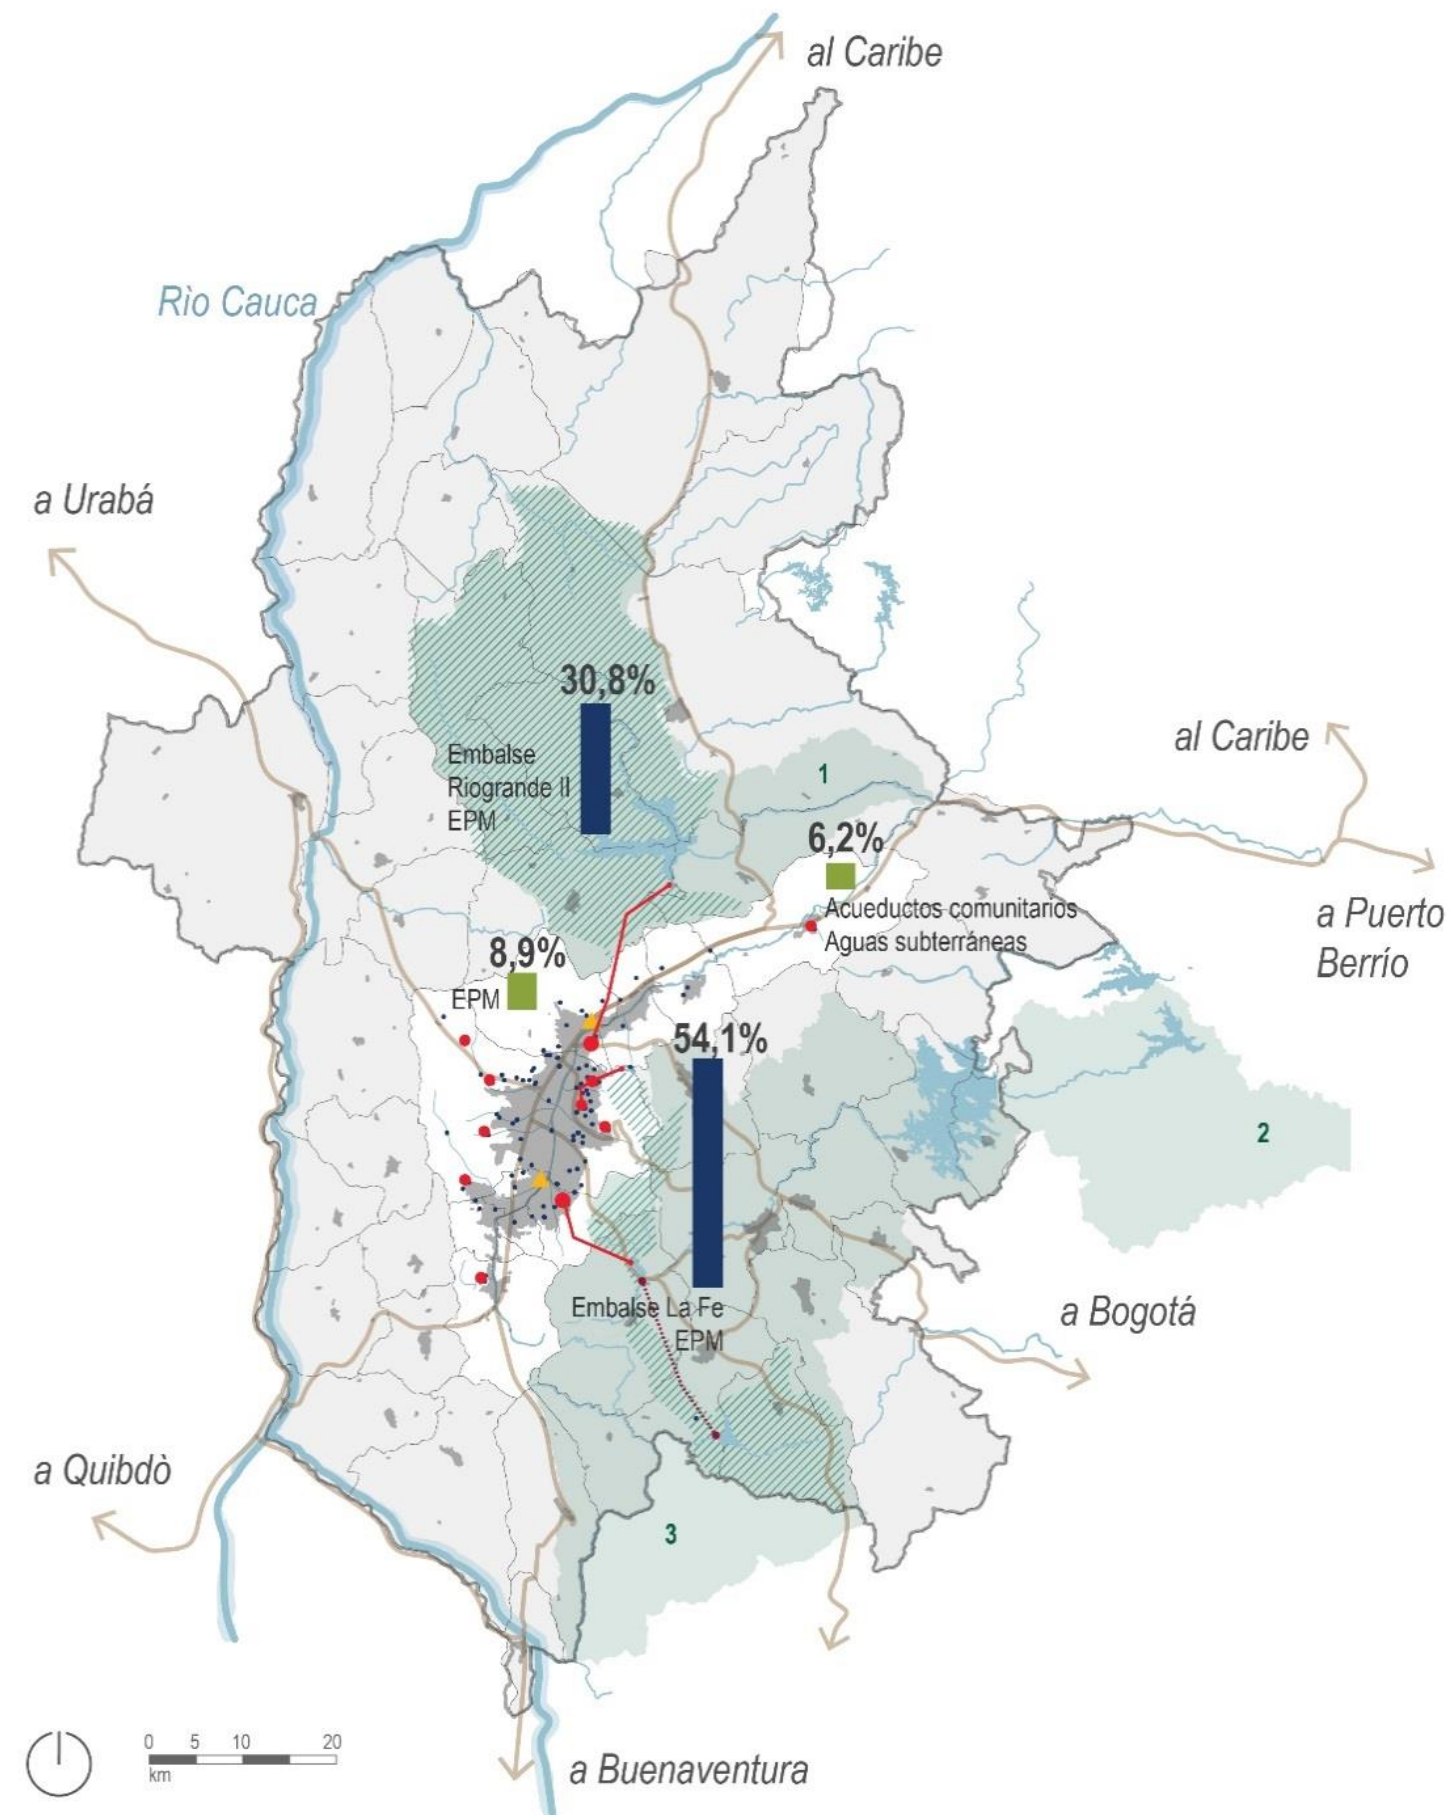 al Caribe
Rìo Cauca
a Urabá
30,8%
Embalse
Riogrande II
EPM
1
al Caribe
6,2%
Acueductos comunitarios
Aguas subterráneas
a Puerto
Berrío
8,9%
EPM
54,1%
2
Embalse La Fe
EPM
a Bogotá
a Quibdò
3
0 5 10 20
km
a Buenaventura